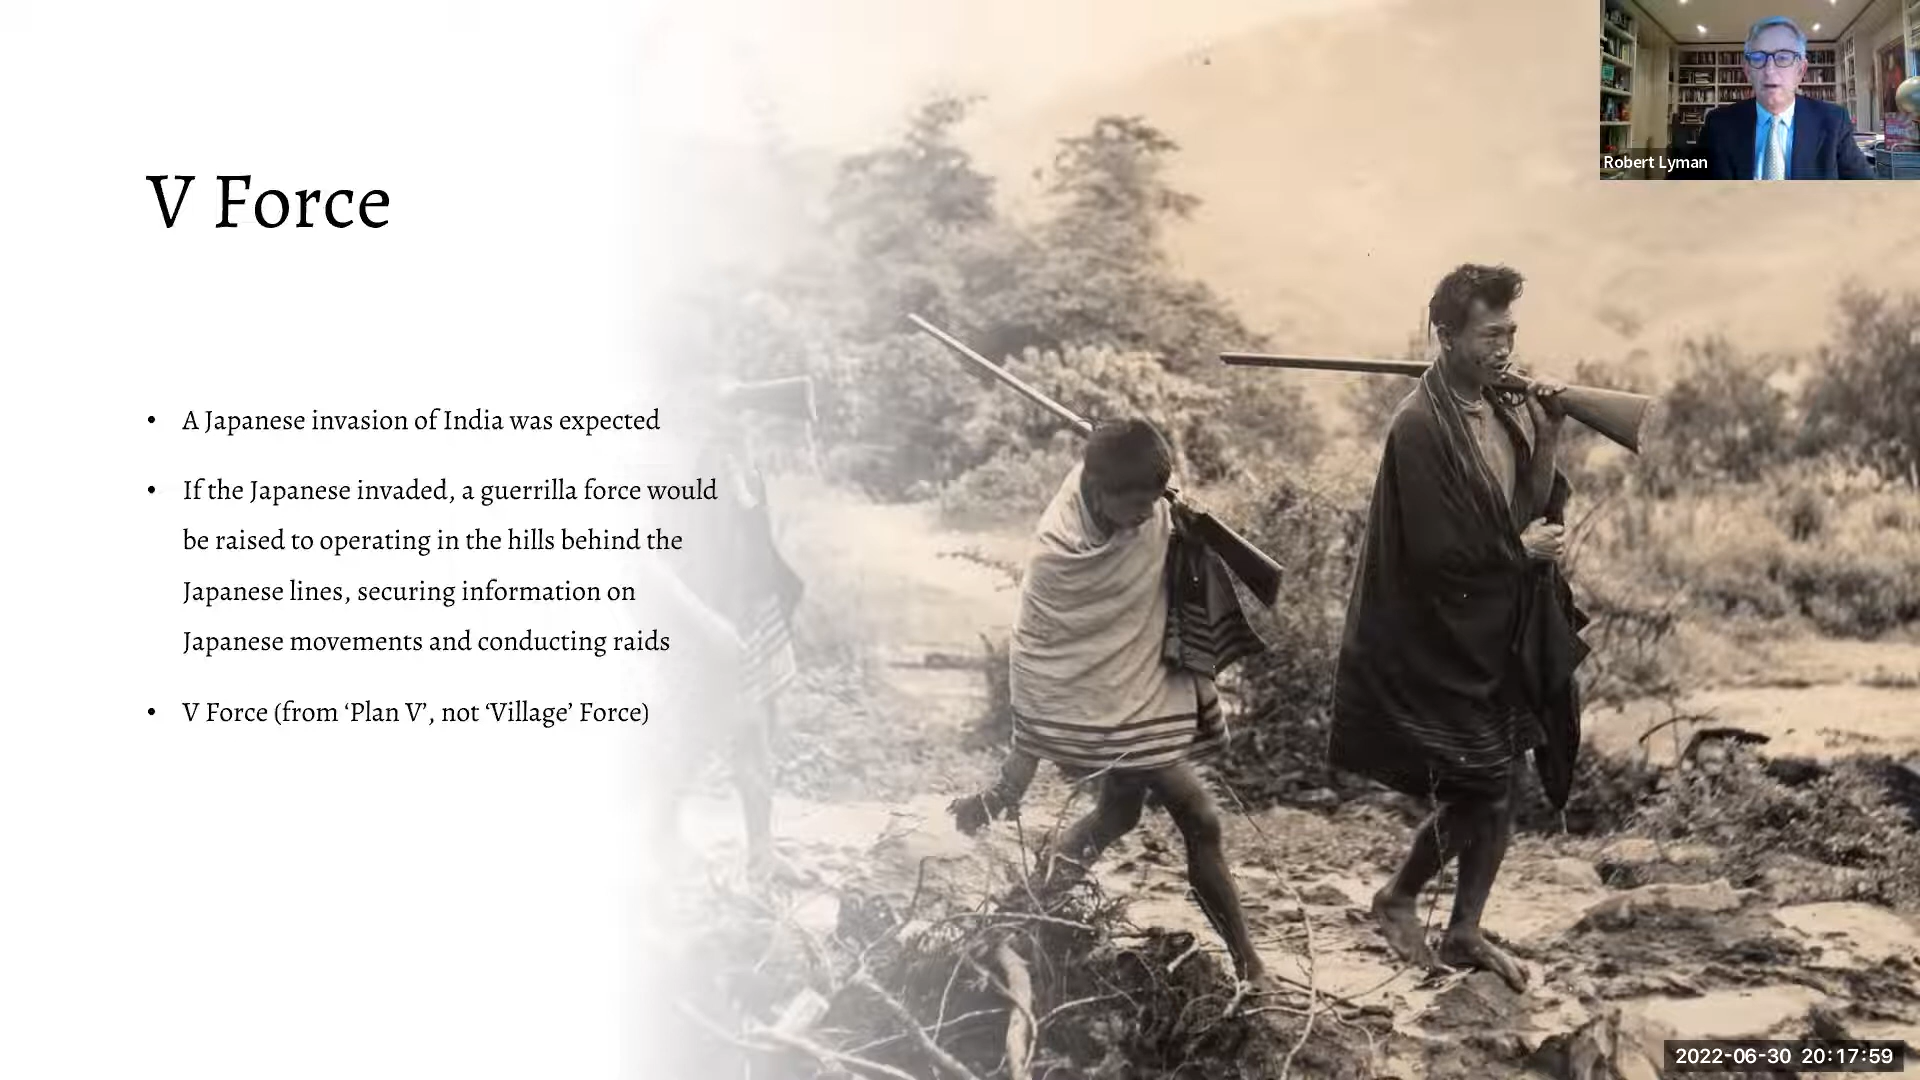 V Force
• A Japanese invasion of India was expected
• If the Japanese invaded, a guerrilla force would
be raised to operating in the hills behind the
Japanese lines, securing information on
Japanese movements and conducting raids
• V Force (from ‘Plan V’, not ‘Village’ Force)
Robert Lyman
2022-06-30 20:17:59